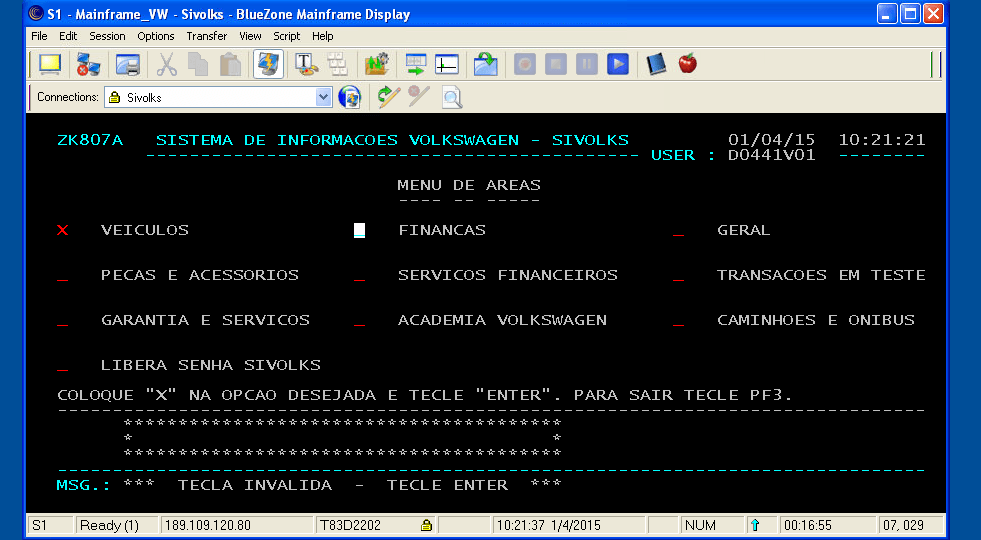 S1 - Mainframe_VW - Sivolks - BlueZone Mainframe Display
File Edit Session Options Transfer View Script Help
Connections: Sivolks
ZK807A SISTEMA DE INFORMACOES VOLKSWAGEN - SIVOLKS 01/04/15 10:21:21
--------------------------------------------- USER : D0441V01 --------
MENU DE AREAS
---- -- -----
X VEICULOS FINANCAS _ GERAL
_ PECAS E ACESSORIOS _ SERVICOS FINANCEIROS _ TRANSACOES EM TESTE
_ GARANTIA E SERVICOS _ ACADEMIA VOLKSWAGEN _ CAMINHOES E ONIBUS
_ LIBERA SENHA SIVOLKS
COLOQUE "X" NA OPCAO DESEJADA E TECLE "ENTER". PARA SAIR TECLE PF3.
-------------------------------------------------------------------------------
****************************************
* *
****************************************
-------------------------------------------------------------------------------
MSG.: *** TECLA INVALIDA - TECLE ENTER ***
S1 Ready (1) 189.109.120.80 T83D2202 10:21:37 1/4/2015 NUM 00:16:55 07, 029